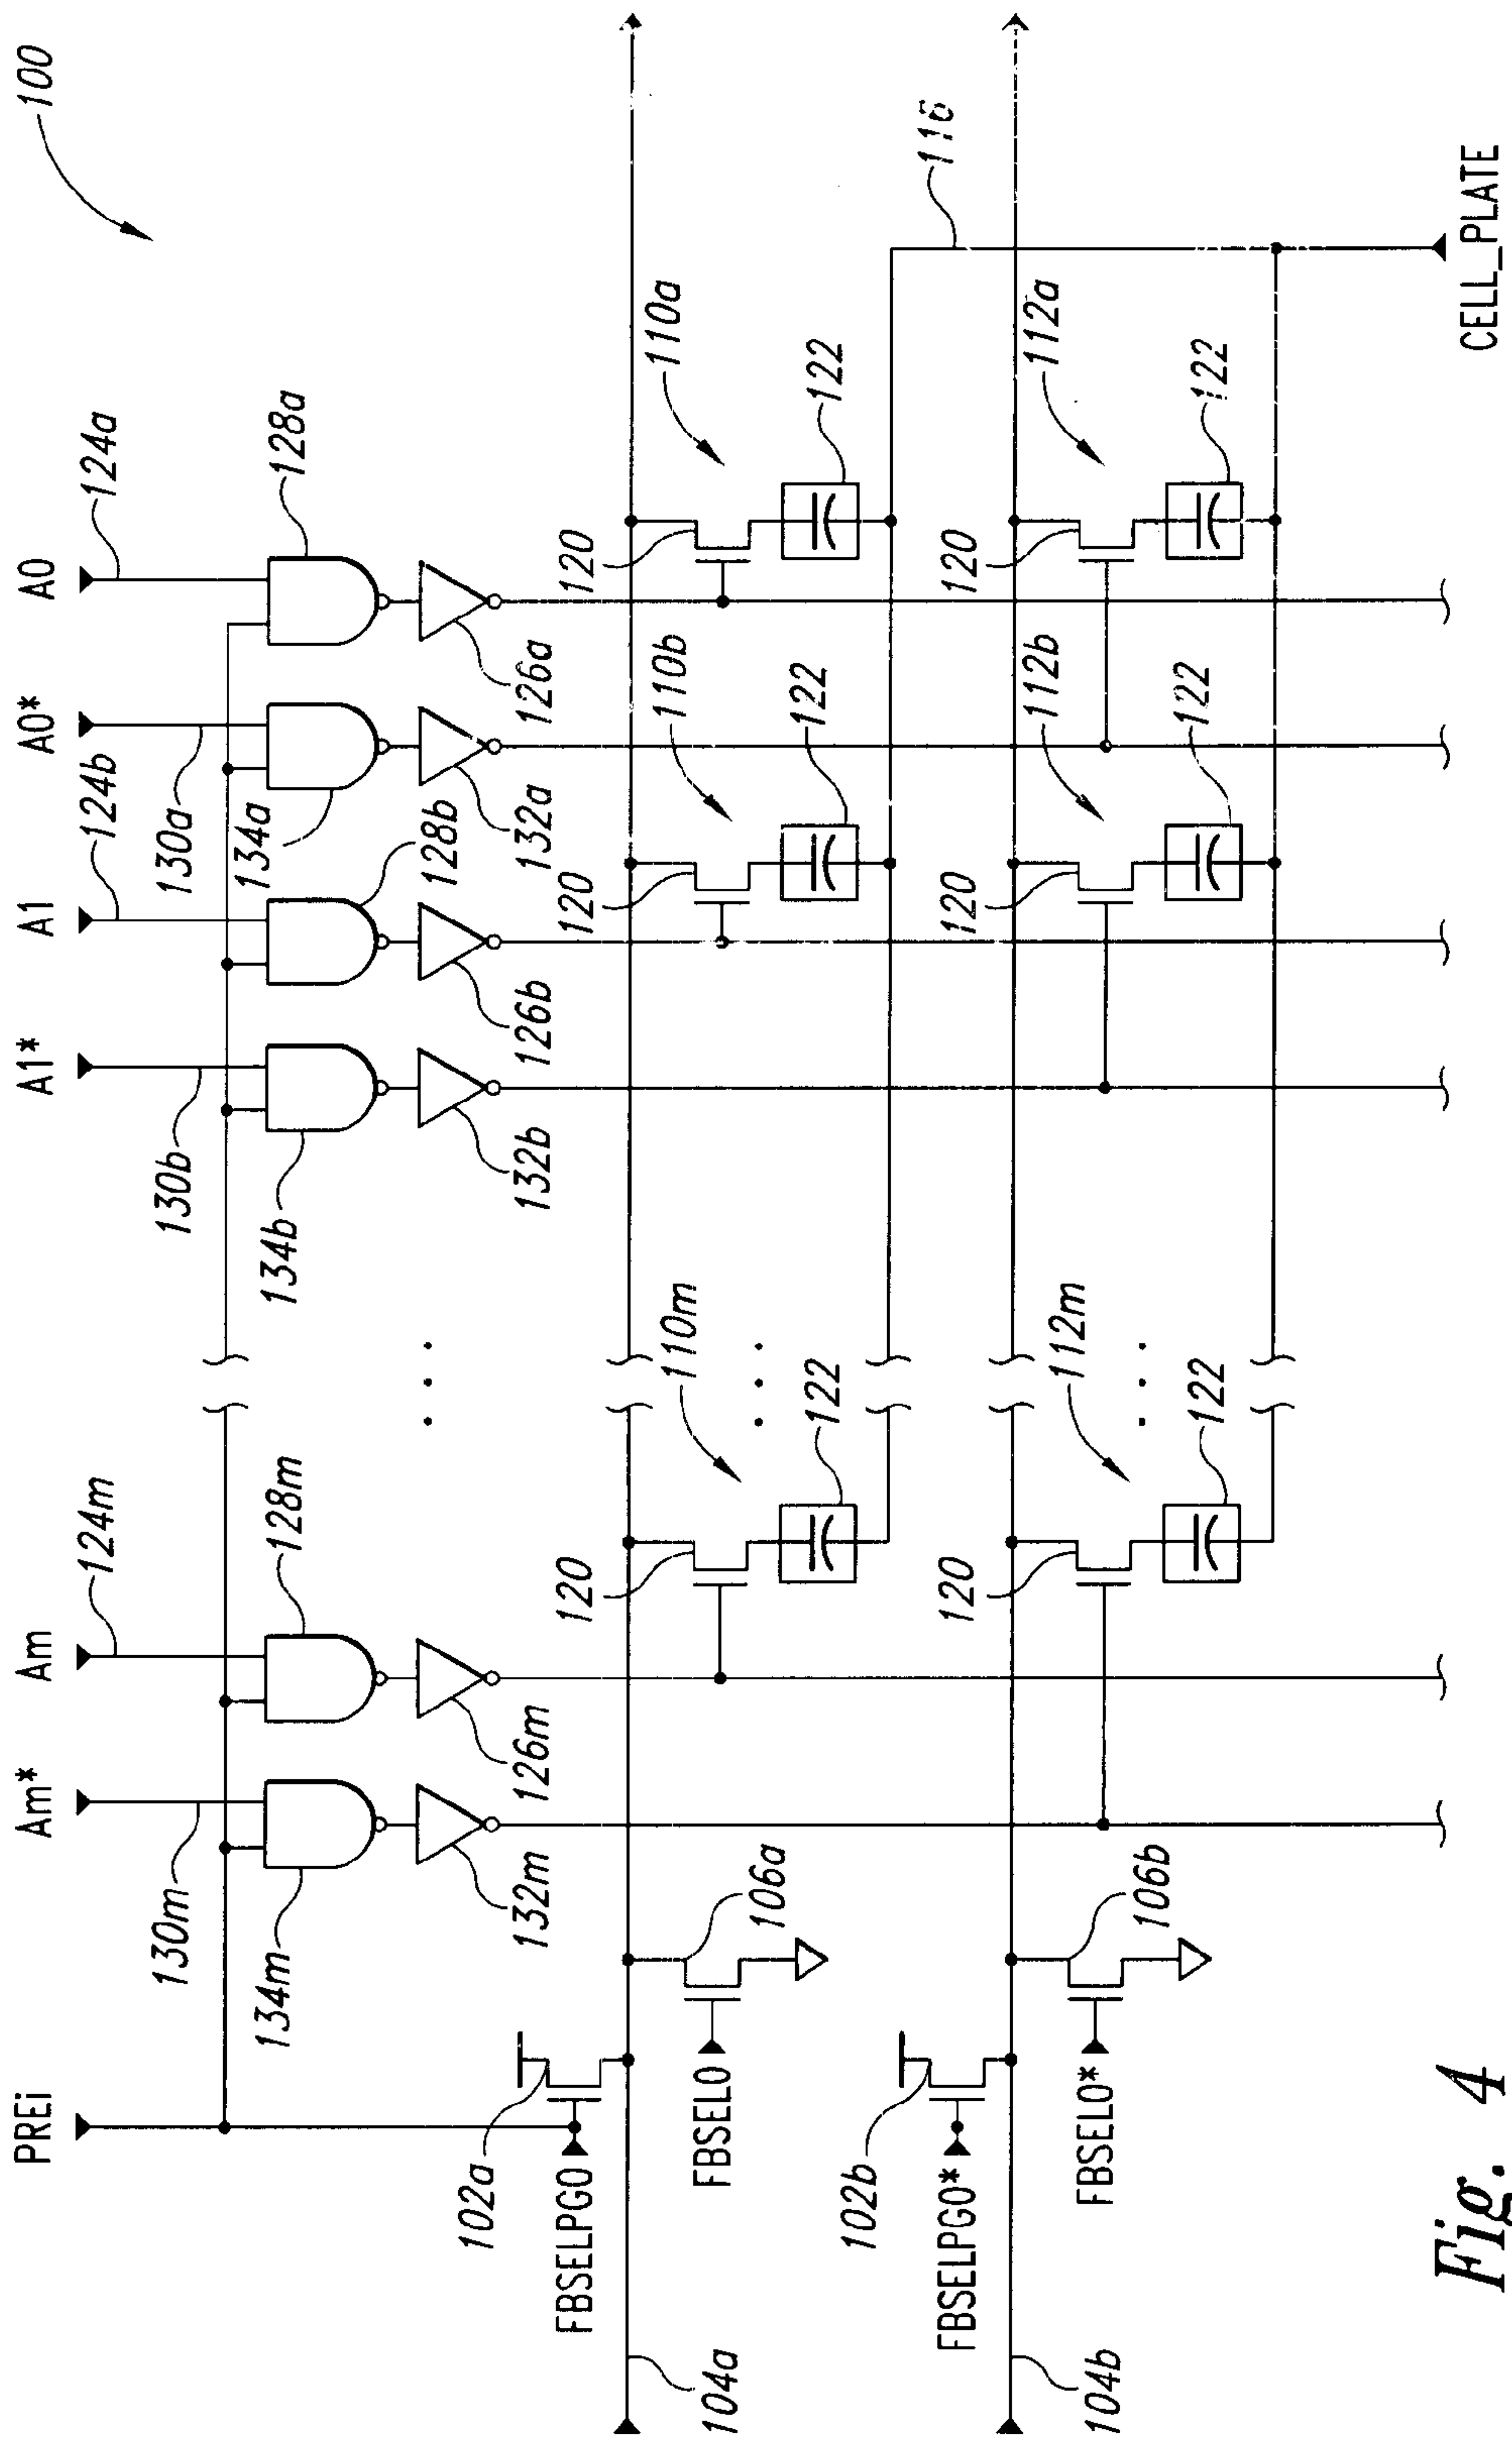 PREi
Am*
Am
A1*
A1
A0*
A0
100
124m
124b
124a
130m
130b
130a
134m
128m
134b
134a
128b
128a
132m
126m
132b
126b
132a
126a
102a
FBSELPG0
120
120
120
104a
FBSEL0
106a
110m
110b
110a
122
122
122
116
102b
FBSELPG0*
120
120
120
104b
FBSEL0*
106b
112m
112b
112a
122
122
122
CELL_PLATE
Fig. 4